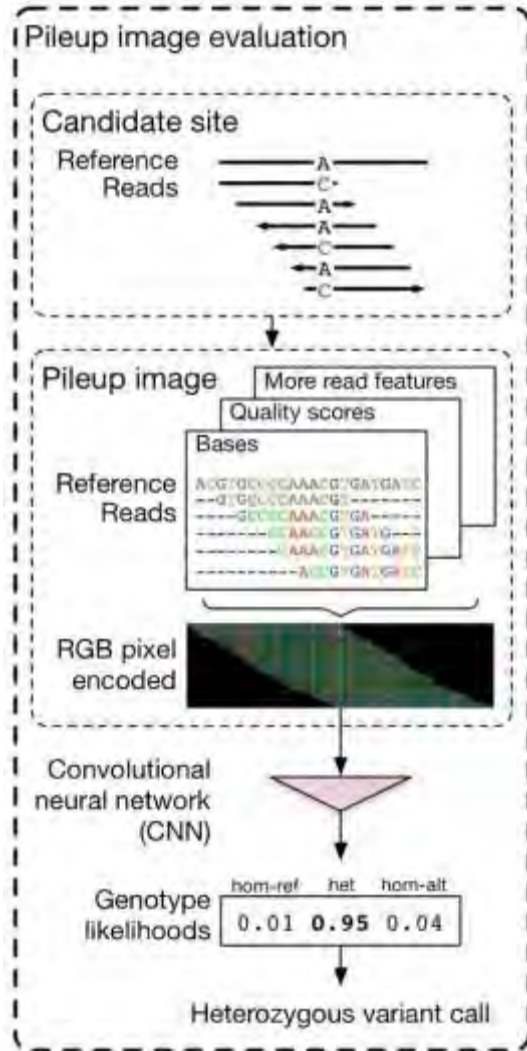 Pileup image evaluation
Candidate site
Reference
Reads
A
C
A
A
C
A
C
Pileup image
More read features
Quality scores
Bases
Reference
Reads
RGB pixel
encoded
Convolutional
neural network
(CNN)
Genotype
likelihoods
hom-ref het hom-alt
0.01 0.95 0.04
Heterozygous variant call